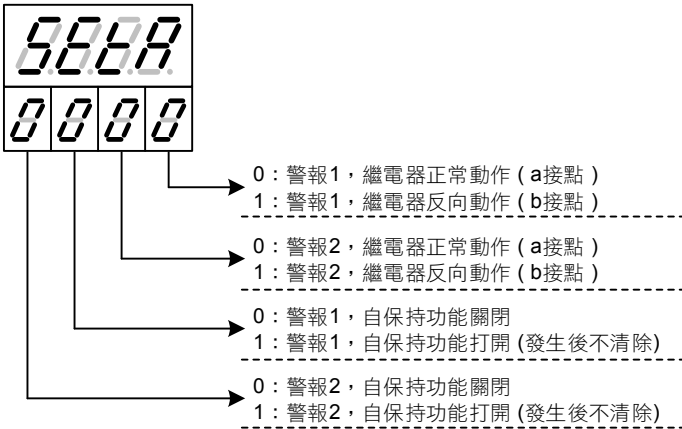 SEtA
0 0 0 0
0：警報1，繼電器正常動作 ( a接點 )
1：警報1，繼電器反向動作 ( b接點 )
0：警報2，繼電器正常動作 ( a接點 )
1：警報2，繼電器反向動作 ( b接點 )
0：警報1，自保持功能關閉
1：警報1，自保持功能打開 (發生後不清除)
0：警報2，自保持功能關閉
1：警報2，自保持功能打開 (發生後不清除)